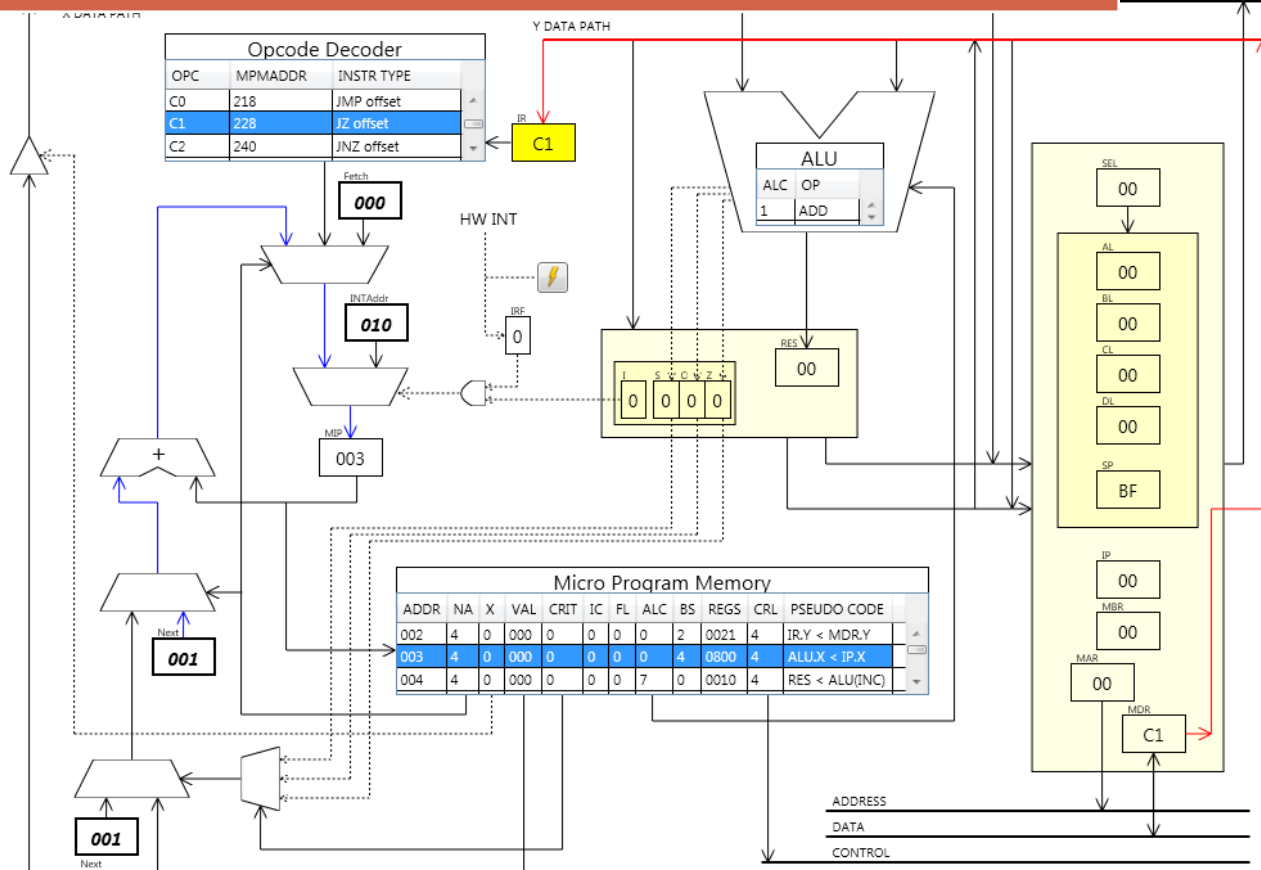 X DATA PATH
Y DATA PATH
Opcode Decoder
OPC MPMADDR INSTR TYPE
C0 218 JMP offset
C1 228 JZ offset
C2 240 JNZ offset
IR
C1
Fetch
000
HW INT
INTAddr
010
IRF
0
ALU
ALC OP
1 ADD
RES
00
I S O Z
0 0 0 0
MIP
003
+
Next
001
SEL
00
AL
00
BL
00
CL
00
DL
00
SP
BF
IP
00
MBR
00
MAR
00
MDR
C1
Micro Program Memory
ADDR NA X VAL CRIT IC FL ALC BS REGS CRL PSEUDO CODE
002 4 0 000 0 0 0 0 2 0021 4 IR.Y < MDR.Y
003 4 0 000 0 0 0 0 4 0800 4 ALU.X < IP.X
004 4 0 000 0 0 0 7 0 0010 4 RES < ALU(INC)
001
Next
ADDRESS
DATA
CONTROL